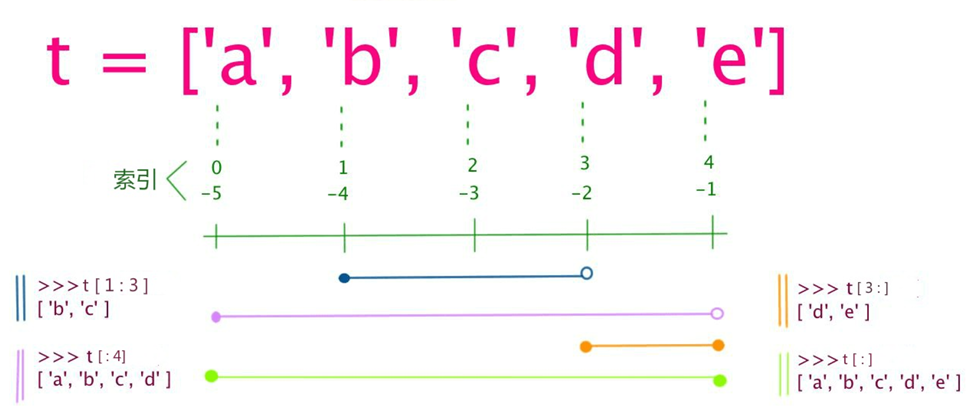 t = ['a', 'b', 'c', 'd', 'e']
0 1 2 3 4
索引
-5 -4 -3 -2 -1
>>>t[1:3]
['b', 'c']
>>> t[3:]
['d', 'e']
>>> t[:4]
['a', 'b', 'c', 'd']
>>>t[:]
['a', 'b', 'c', 'd', 'e']